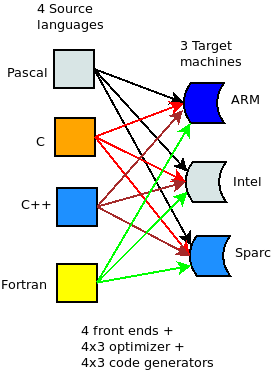 4 Source
languages
3 Target
machines
Pascal
ARM
C
Intel
C++
Sparc
Fortran
4 front ends +
4x3 optimizer +
4x3 code generators